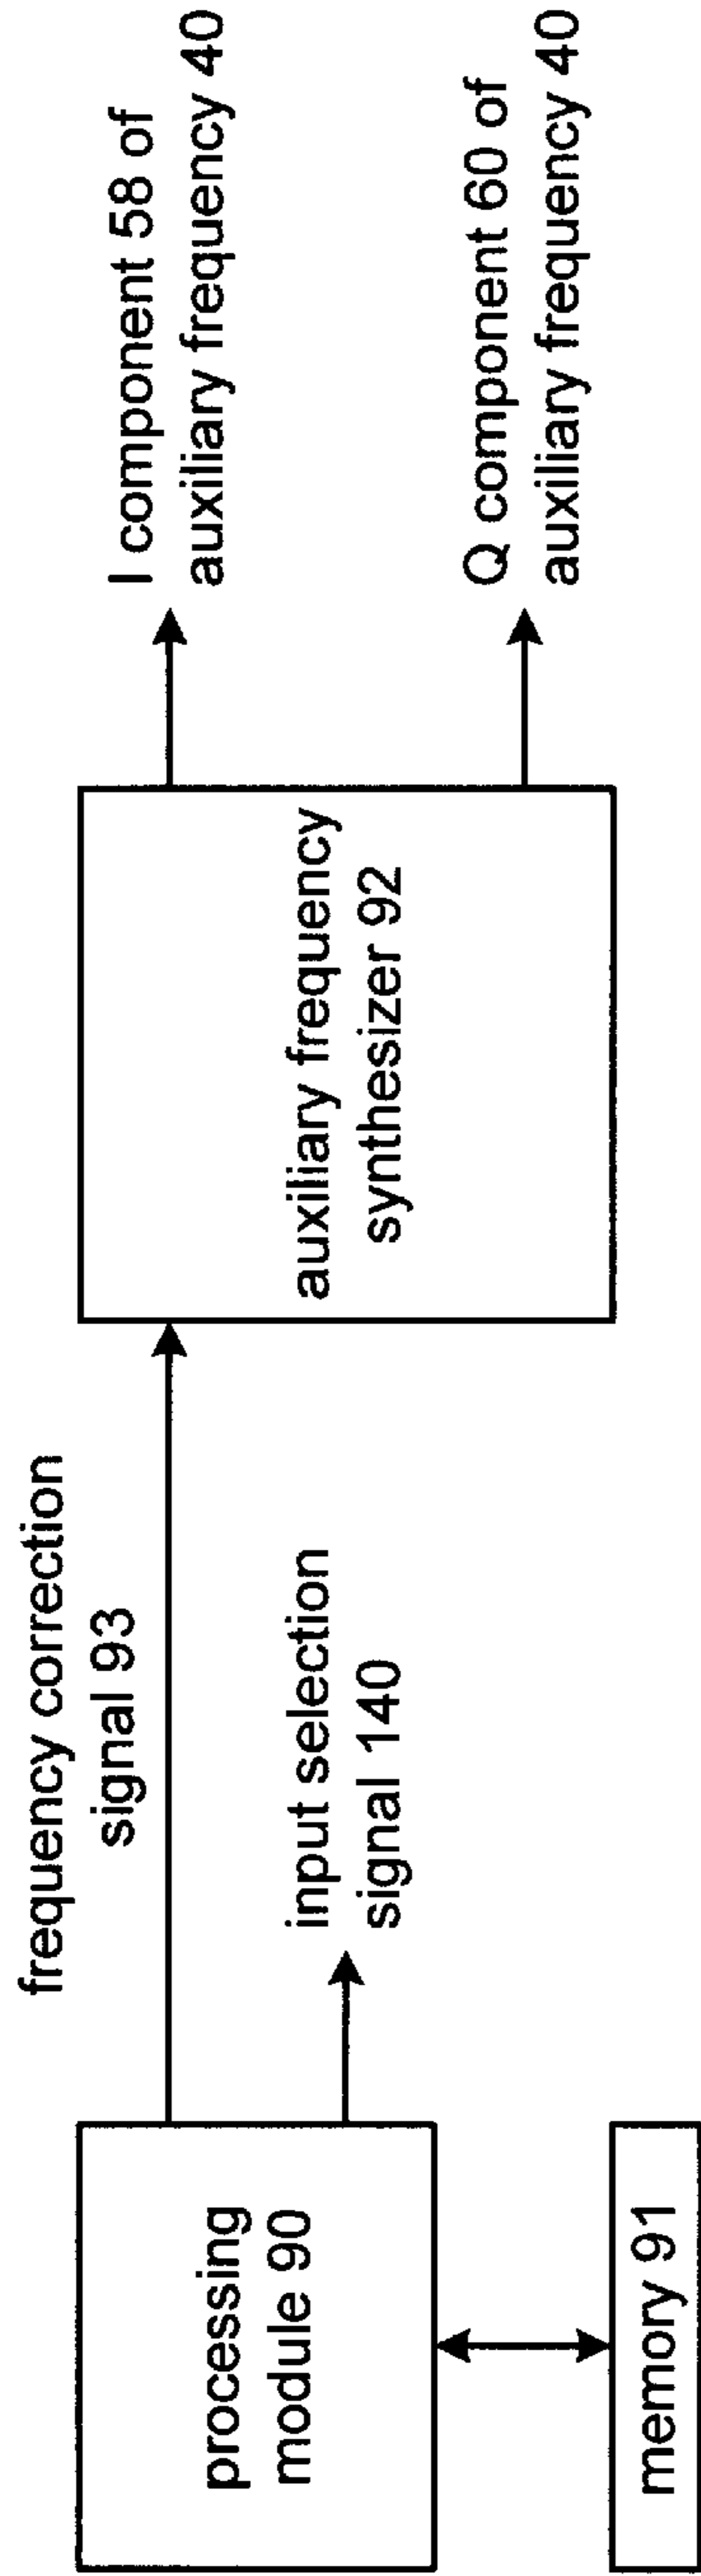 processing
module 90
memory 91
frequency correction
signal 93
input selection
signal 140
auxiliary frequency
synthesizer 92
I component 58 of
auxiliary frequency 40
Q component 60 of
auxiliary frequency 40